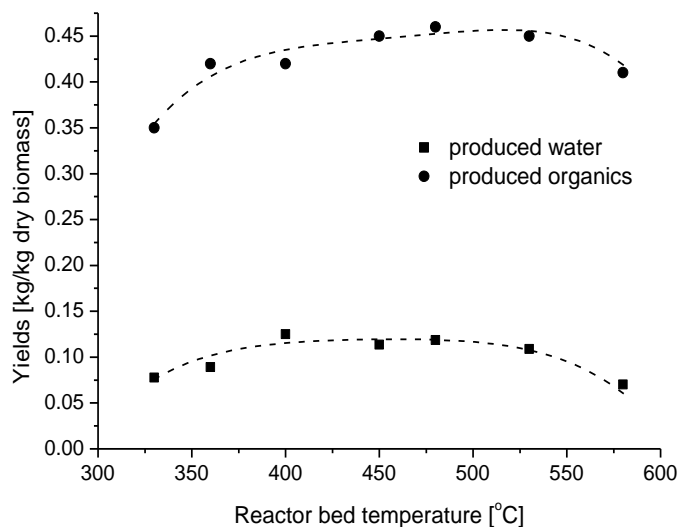 0.45
0.40
0.35
0.30
0.25
0.20
0.15
0.10
0.05
0.00
Yields [kg/kg dry biomass]
produced water
produced organics
300 350 400 450 500 550 600
Reactor bed temperature [°C]